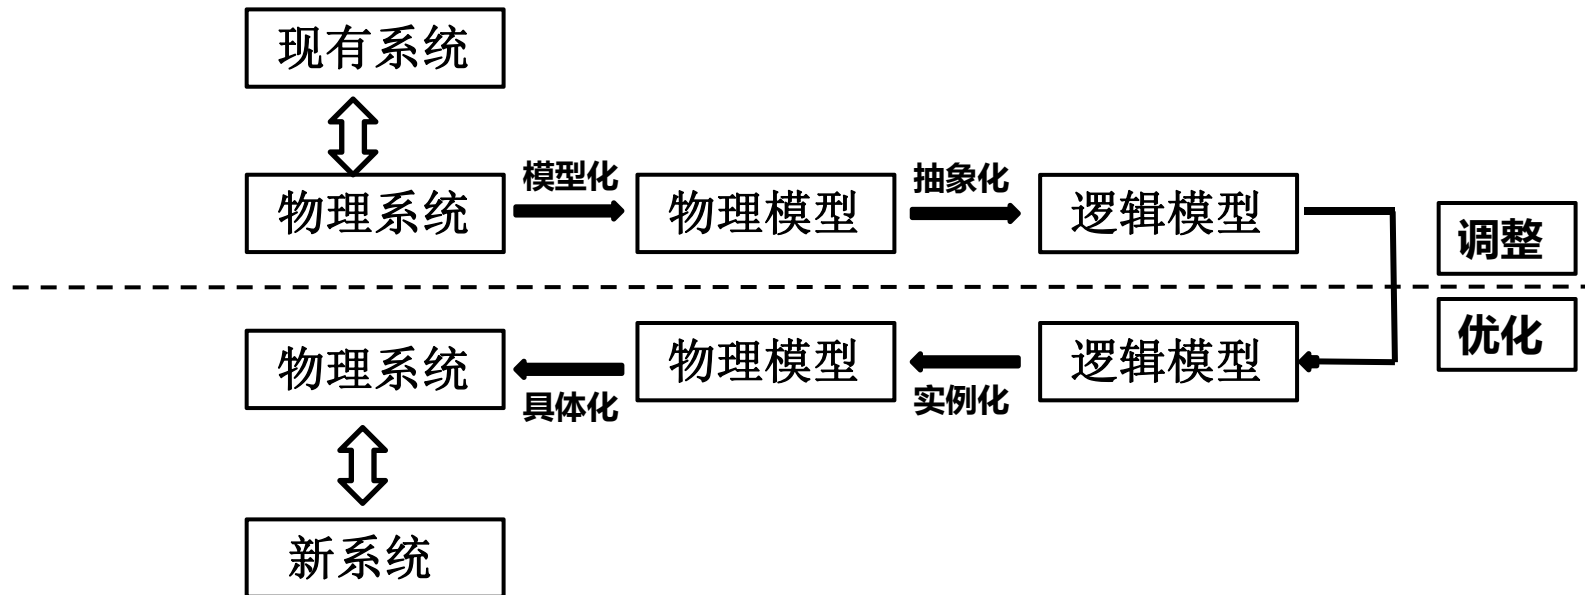 现有系统
模型化
抽象化
物理系统
物理模型
逻辑模型
调整
优化
物理系统
物理模型
逻辑模型
具体化
实例化
新系统